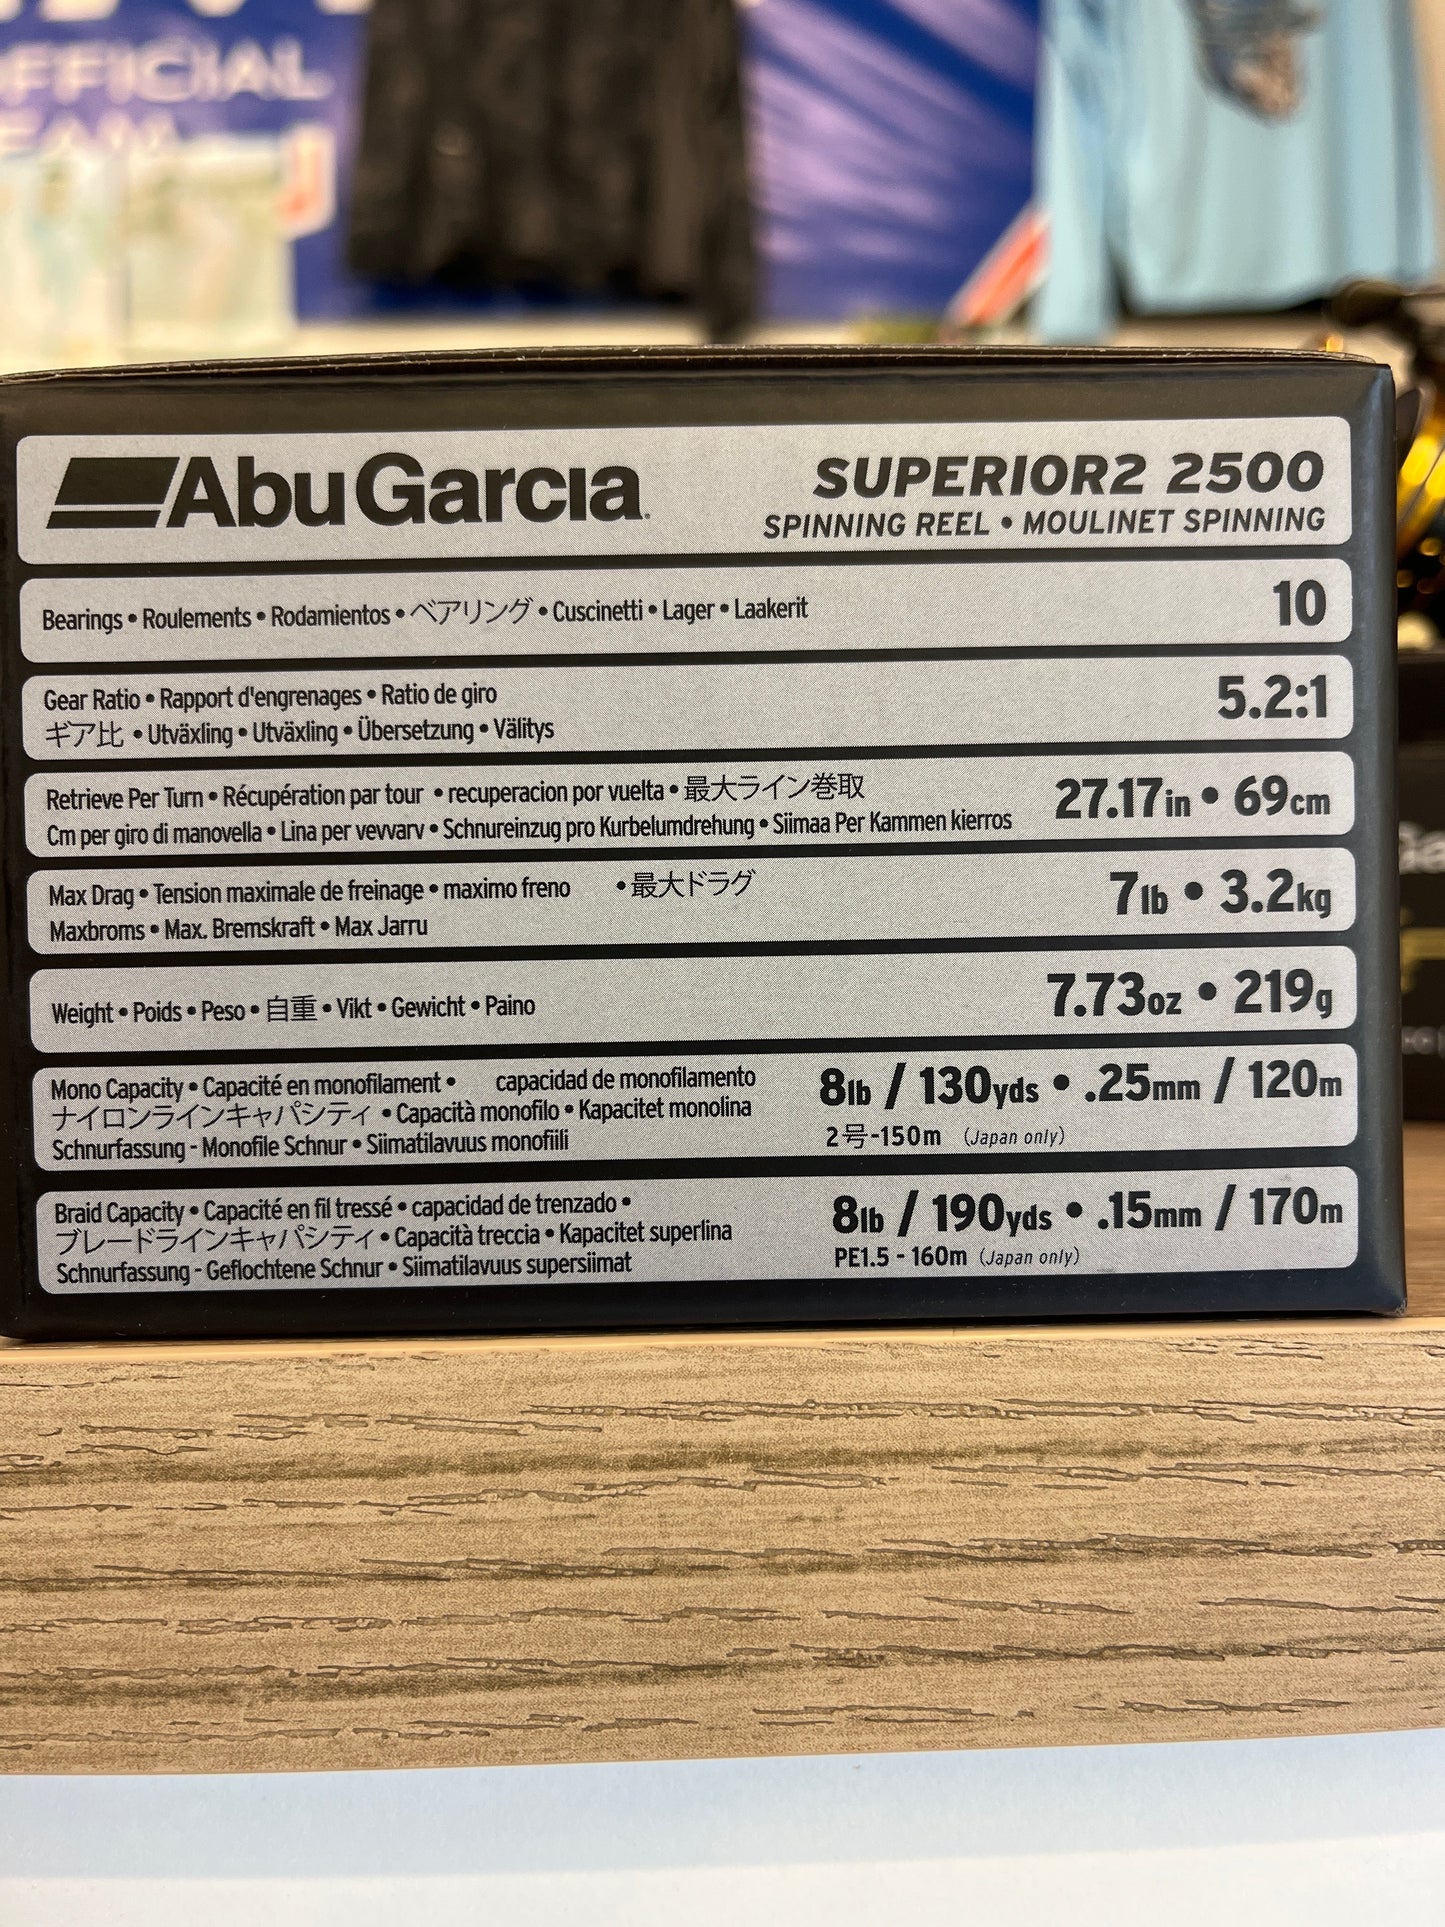 OFFICIAL
AbuGarcia
SUPERIOR2 2500
SPINNING REEL • MOULINET SPINNING
Bearings • Roulements • Rodamientos • ベアリング • Cuscinetti • Lager • Laakerit
10
Gear Ratio • Rapport d'engrenages • Ratio de giro
ギア比 • Utväxling • Utväxling • Übersetzung • Välitys
5.2:1
Retrieve Per Turn • Récupération par tour • recuperacion por vuelta • 最大ライン巻取
Cm per giro di manovella • Lina per vevvarv • Schnureinzug pro Kurbelumdrehung • Siimaa Per Kammen kierros
27.17in • 69cm
Max Drag • Tension maximale de freinage • maximo freno • 最大ドラグ
Maxbroms • Max. Bremskraft • Max Jarru
7lb • 3.2kg
Weight • Poids • Peso • 自重 • Vikt • Gewicht • Paino
7.73oz • 219g
Mono Capacity • Capacité en monofilament • capacidad de monofilamento
ナイロンラインキャパシティ • Capacità monofilo • Kapacitet monolina
Schnurfassung - Monofile Schnur • Siimatilavuus monofiili
8lb / 130yds • .25mm / 120m
2号-150m (Japan only)
Braid Capacity • Capacité en fil tressé • capacidad de trenzado •
ブレードラインキャパシティ • Capacità treccia • Kapacitet superlina
Schnurfassung - Geflochtene Schnur • Siimatilavuus supersiimat
8lb / 190yds • .15mm / 170m
PE1.5 - 160m (Japan only)